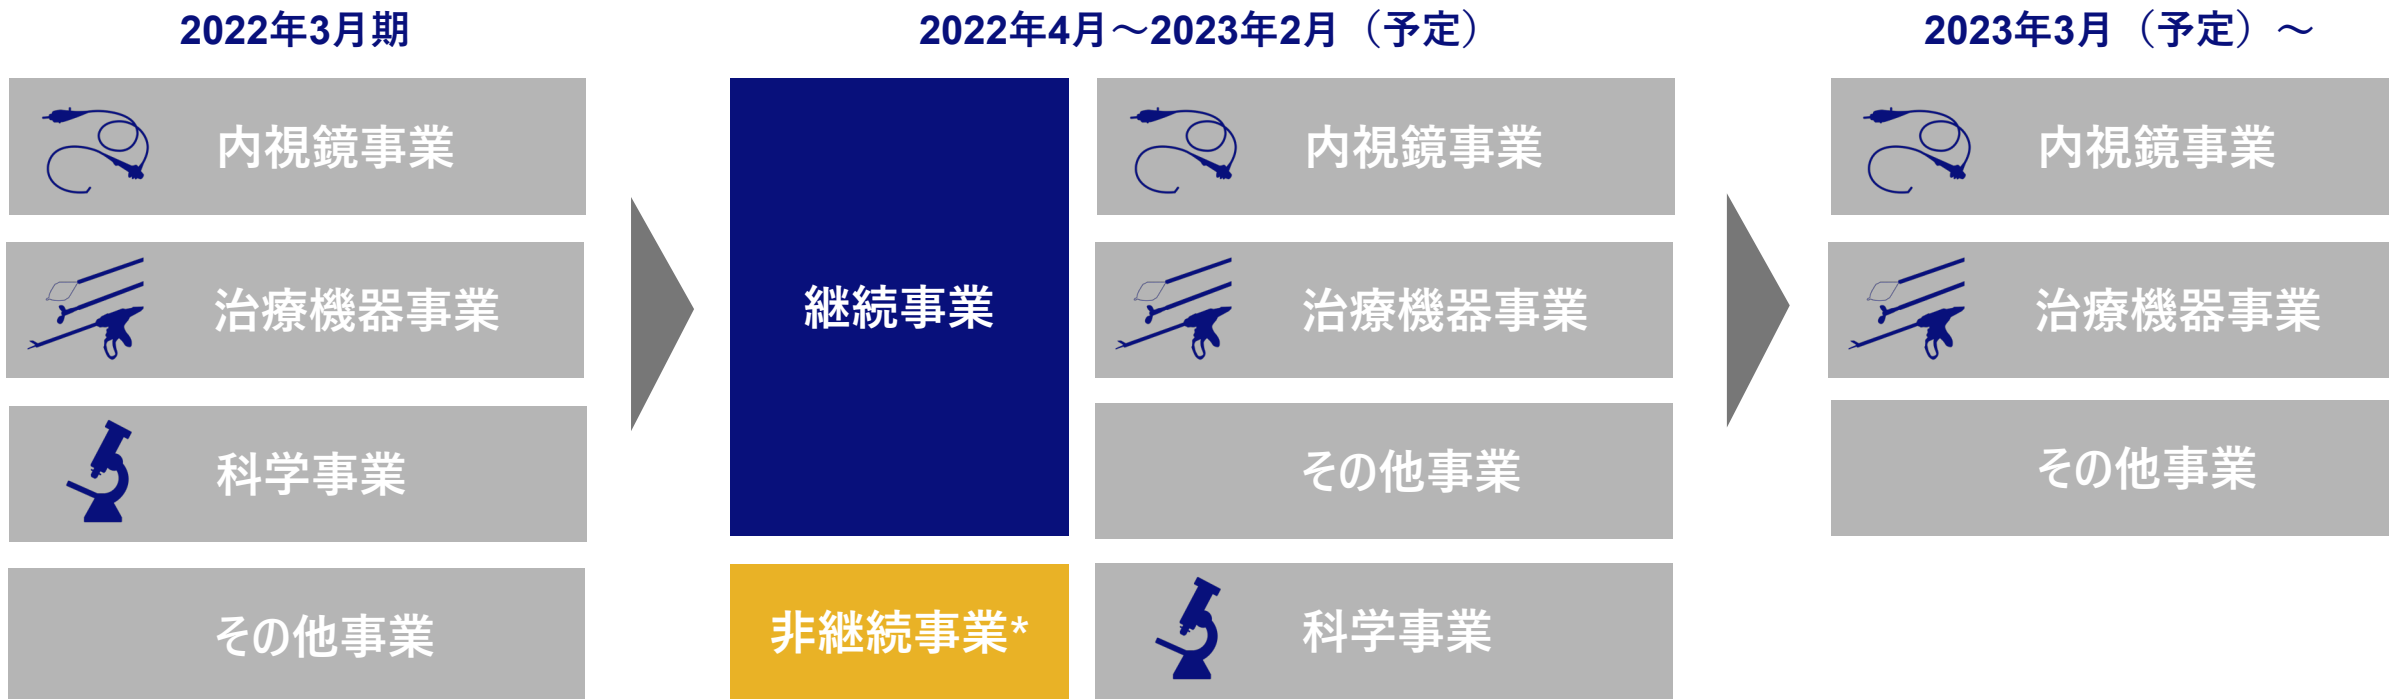 2022年3月期
内視鏡事業
治療機器事業
科学事業
その他事業
2022年4月～2023年2月（予定）
継続事業
内視鏡事業
治療機器事業
その他事業
非継続事業*
科学事業
2023年3月（予定）～
内視鏡事業
治療機器事業
その他事業